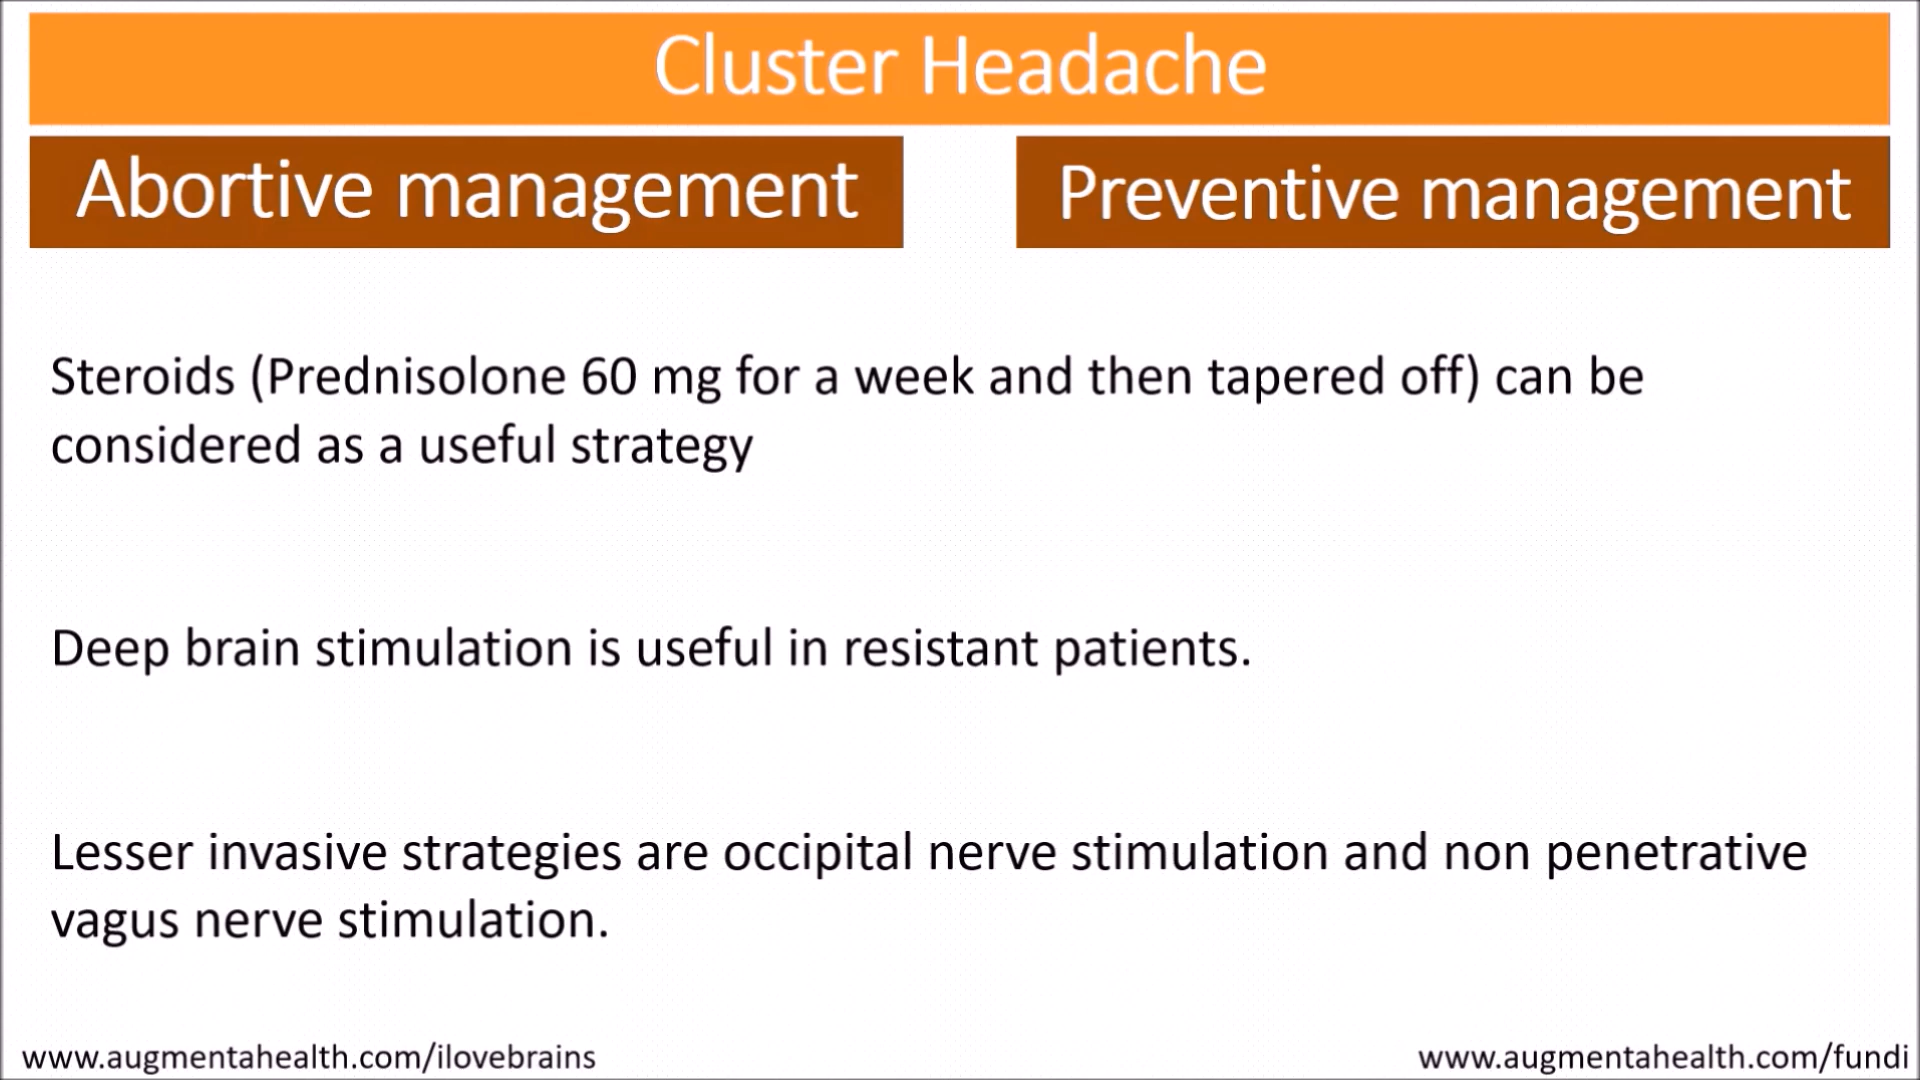 Cluster Headache
Abortive management
Preventive management
Steroids (Prednisolone 60 mg for a week and then tapered off) can be
considered as a useful strategy
Deep brain stimulation is useful in resistant patients.
Lesser invasive strategies are occipital nerve stimulation and non penetrative
vagus nerve stimulation.
www.augmentahealth.com/ilovebrains
www.augmentahealth.com/fundi